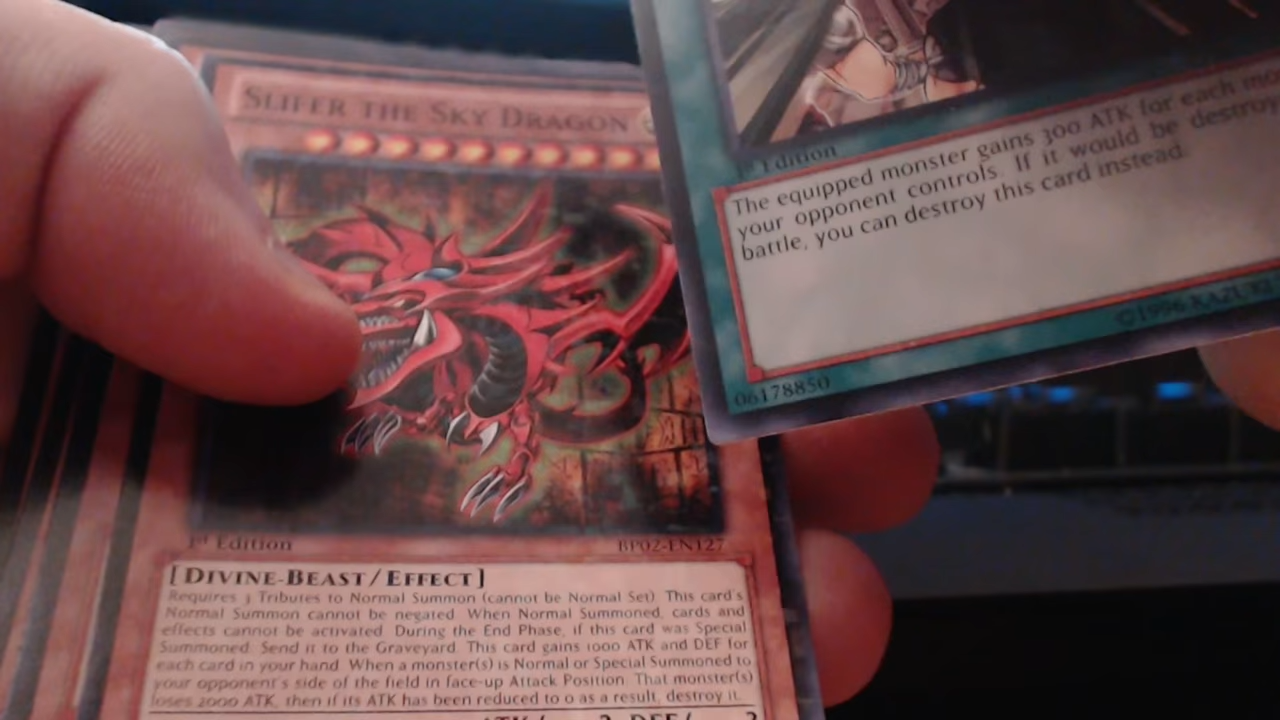 SLIFER THE SKY DRAGON
1st Edition
BP02-EN127
[DIVINE-BEAST/EFFECT]
Requires 3 Tributes to Normal Summon (cannot be Normal Set). This card's
Normal Summon cannot be negated. When Normal Summoned, cards and
effects cannot be activated. During the End Phase, if this card was Special
Summoned: Send it to the Graveyard. This card gains 1000 ATK and DEF for
each card in your hand. When a monster(s) is Normal or Special Summoned to
your opponent's side of the field in face-up Attack Position: That monster(s)
loses 2000 ATK, then if its ATK has been reduced to 0 as a result, destroy it.
ATK/ ? DEF/ ?
1st Edition
The equipped monster gains 300 ATK for each
your opponent controls. If it would be
battle, you can destroy this card instead.
©1996
06178850